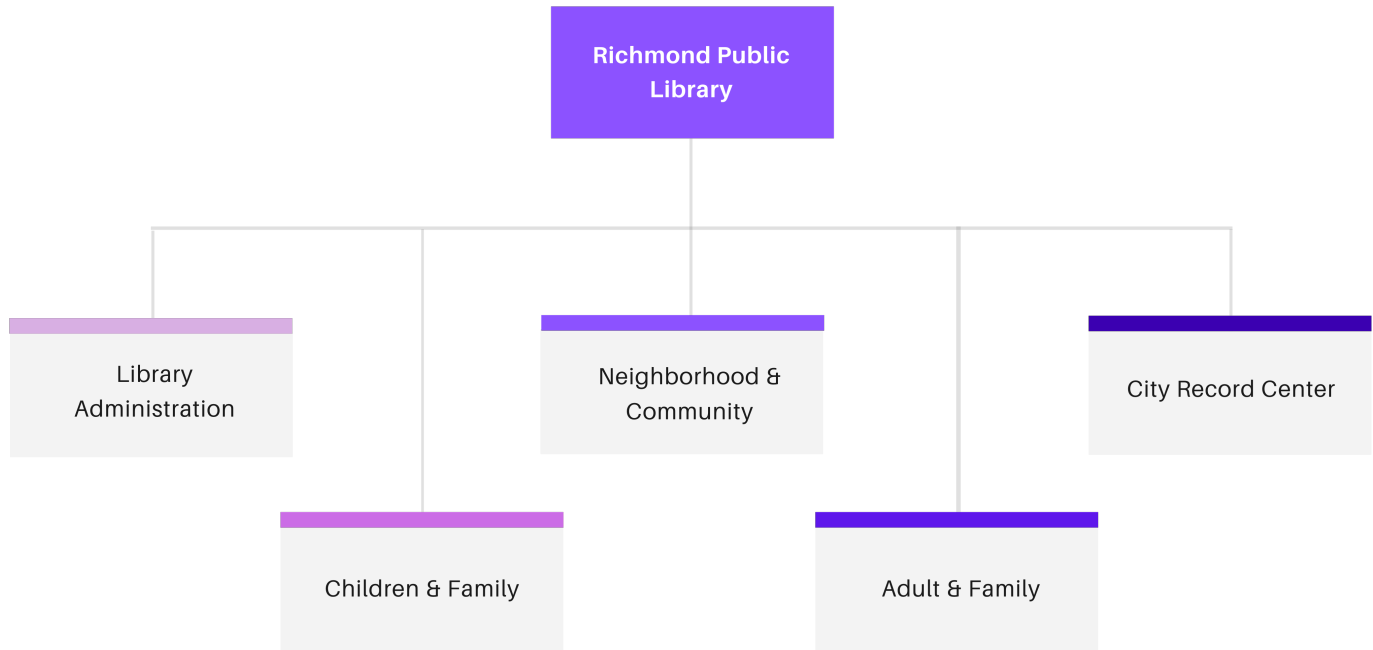 Richmond Public
Library
Library
Administration
Neighborhood &
Community
City Record Center
Children & Family
Adult & Family